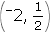 (⁻2, 1/2)